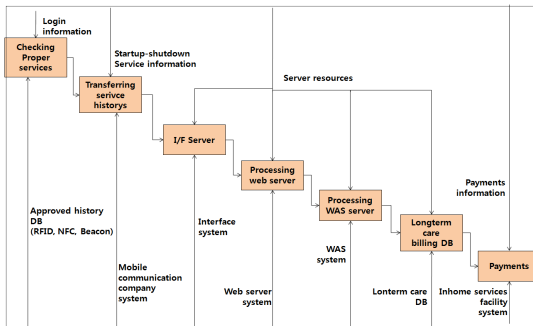 Login
information
Checking
Proper
services
Startup-shutdown
Service information
Transferring
serivce
historys
Server resources
I/F Server
Processing
web server
Processing
WAS server
Payments
information
Longterm
care
billing DB
Payments
Approved history
DB
(RFID, NFC, Beacon)
Mobile
communication
company
system
Interface
system
Web server
system
WAS
system
Lonterm care
DB
Inhome services
facility
system